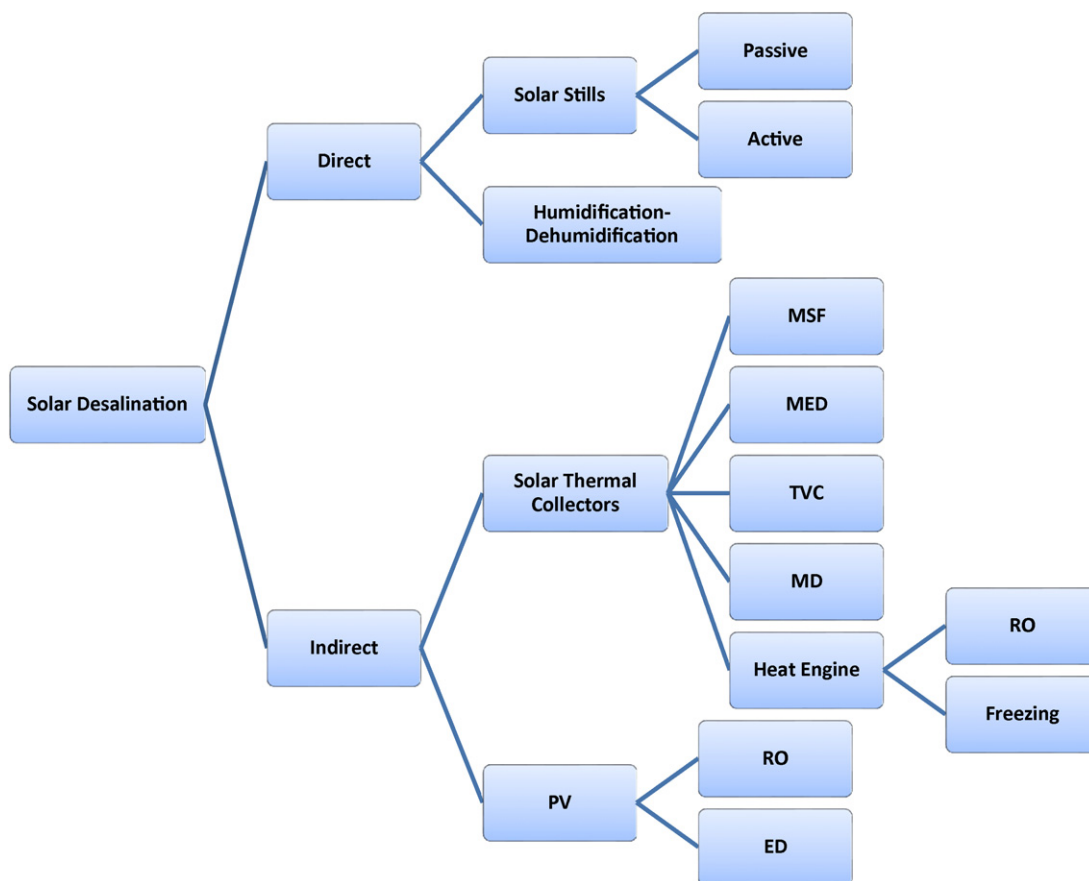 Solar Desalination
Direct
Solar Stills
Passive
Active
Humidification-
Dehumidification
Indirect
Solar Thermal
Collectors
MSF
MED
TVC
MD
Heat Engine
RO
Freezing
PV
RO
ED